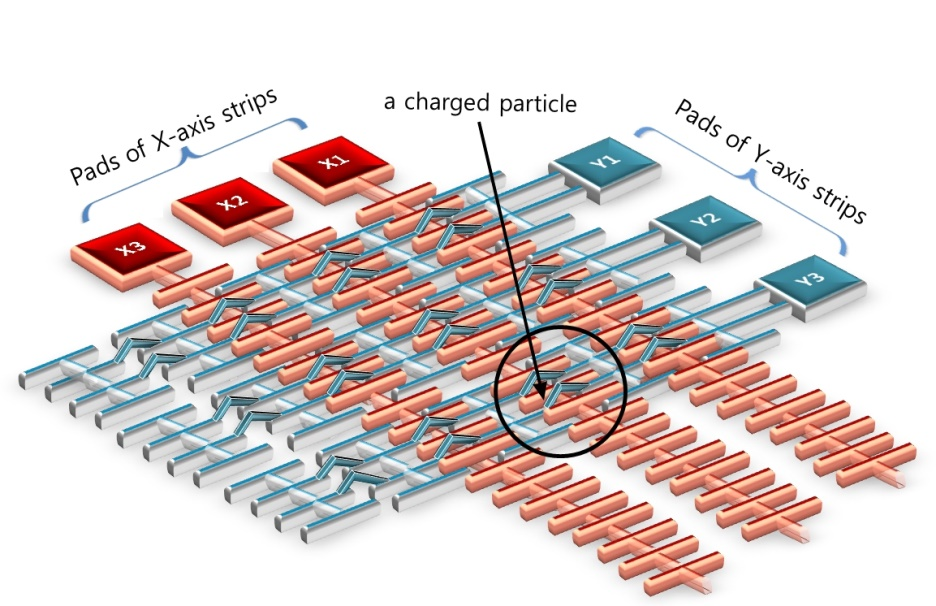 a charged particle
Pads of X-axis strips
Pads of Y-axis strips
X1
X2
X3
Y1
Y2
Y3